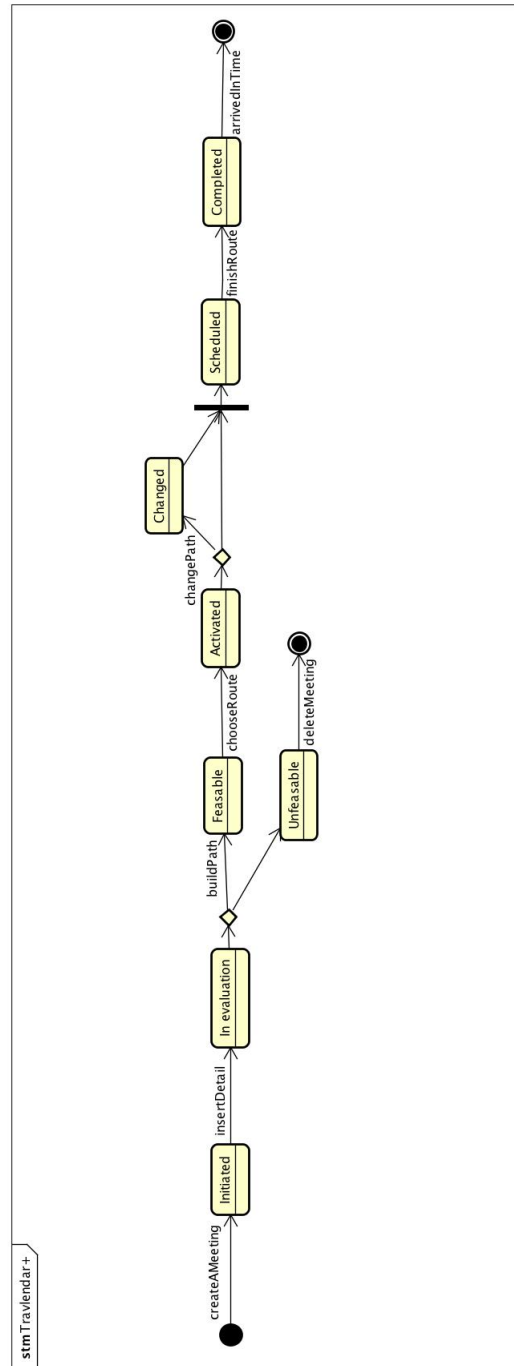 stm Travlendar+
createAMeeting
Initiated
insertDetail
In evaluation
buildPath
Feasable
Unfeasable
deleteMeeting
chooseRoute
Activated
changePath
Changed
Scheduled
finishRoute
Completed
arrivedInTime